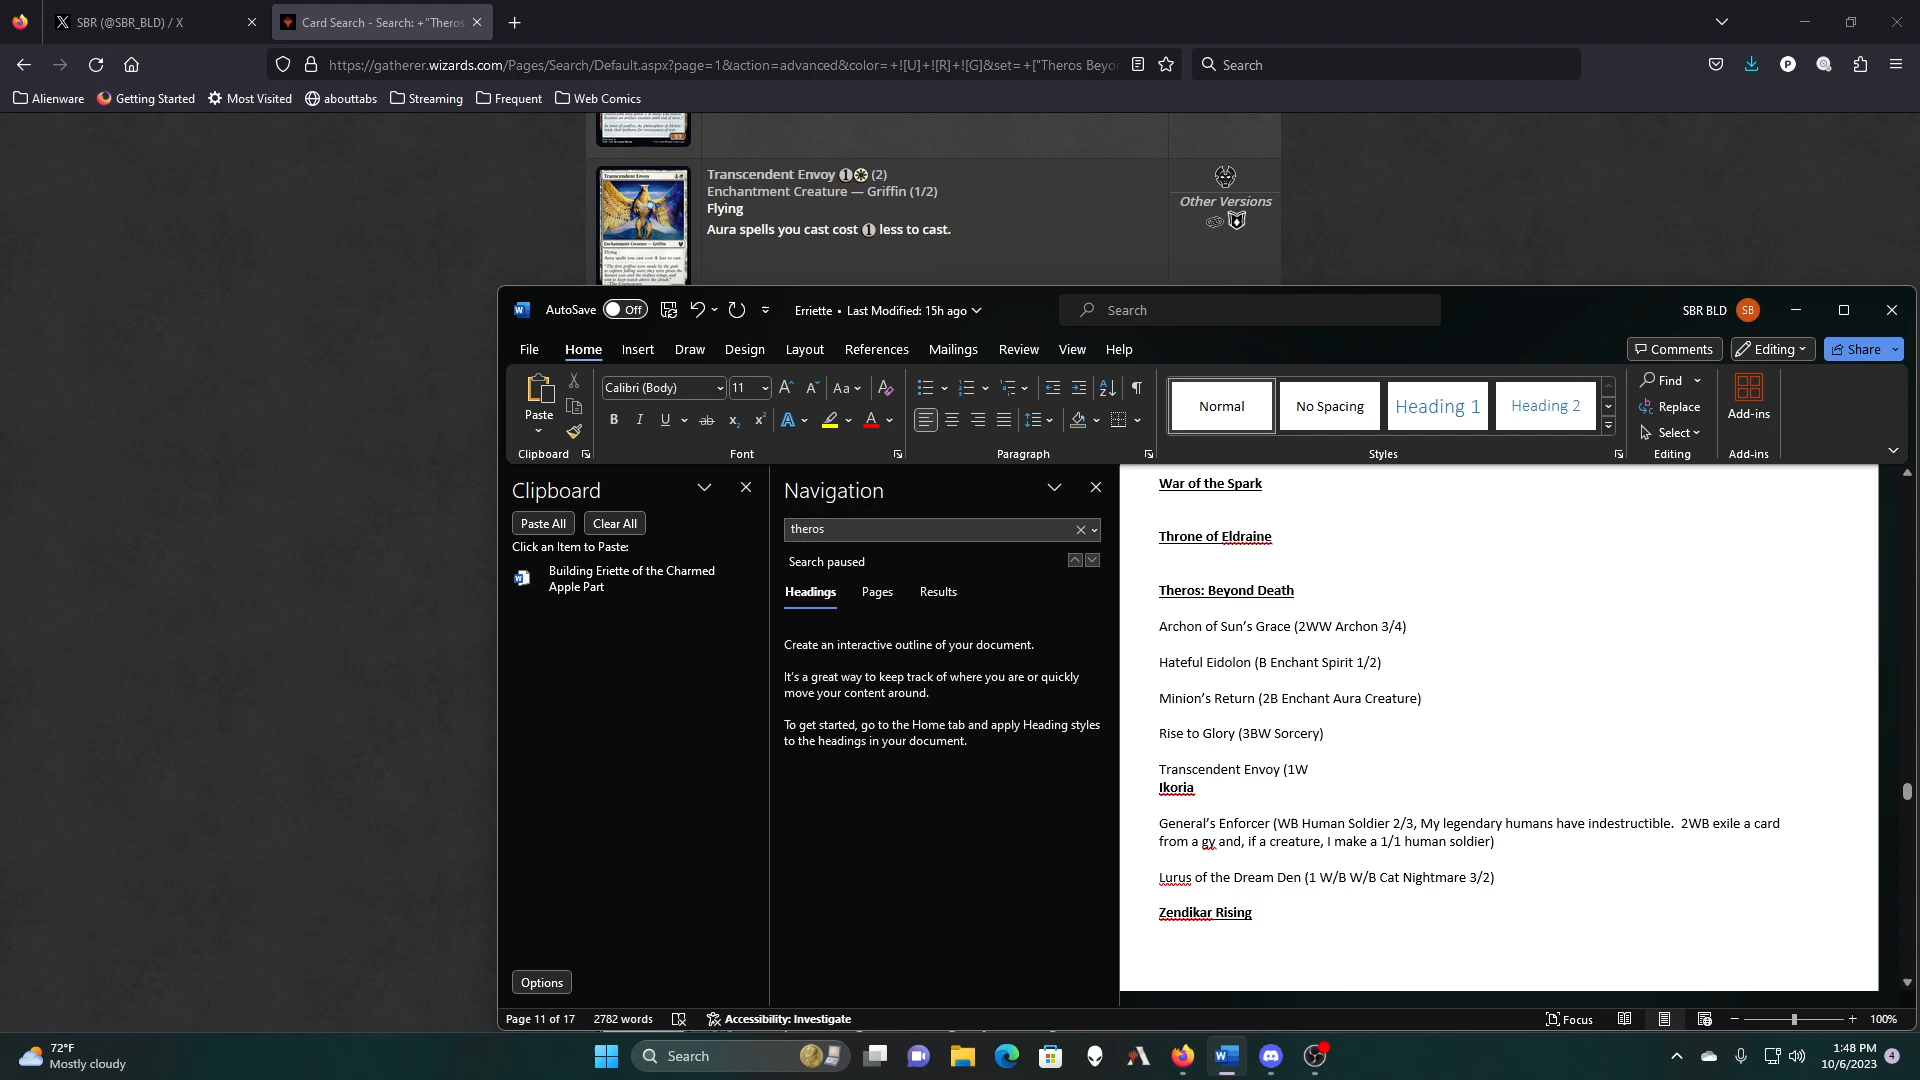 SBR (@SBR_BLD) / X
Card Search - Search: +"Theros
https://gatherer.wizards.com/Pages/Search/Default.aspx?page=1&action=advanced&color=+![U]+![R]+![G]&set=+["Theros Beyo
Search
Alienware
Getting Started
Most Visited
abouttabs
Streaming
Frequent
Web Comics
Transcendent Envoy 1 (2)
Enchantment Creature — Griffin (1/2)
Flying
Aura spells you cast cost 1 less to cast.
Other Versions
Transcendent Envoy
Enchantment Creature — Griffin
Flying
AutoSave Off
Erriette • Last Modified: 15h ago
Search
SBR BLD SB
File Home Insert Draw Design Layout References Mailings Review View Help
Comments Editing Share
Paste
Calibri (Body) 11
Normal No Spacing Heading 1 Heading 2
Find
Replace
Select
Add-ins
Clipboard Font Paragraph Styles Editing Add-ins
Clipboard
Paste All Clear All
Click an Item to Paste:
Building Eriette of the Charmed
Apple Part
Options
Navigation
theros
Search paused
Headings Pages Results
Create an interactive outline of your document.
It's a great way to keep track of where you are or quickly
move your content around.
To get started, go to the Home tab and apply Heading styles
to the headings in your document.
War of the Spark
Throne of Eldraine
Theros: Beyond Death
Archon of Sun's Grace (2WW Archon 3/4)
Hateful Eidolon (B Enchant Spirit 1/2)
Minion's Return (2B Enchant Aura Creature)
Rise to Glory (3BW Sorcery)
Transcendent Envoy (1W
Ikoria
General's Enforcer (WB Human Soldier 2/3, My legendary humans have indestructible.  2WB exile a card
from a gy and, if a creature, I make a 1/1 human soldier)
Lurus of the Dream Den (1 W/B W/B Cat Nightmare 3/2)
Zendikar Rising
Page 11 of 17 2782 words Accessibility: Investigate
Focus 100%
72°F
Mostly cloudy
Search
1:48 PM
10/6/2023
4